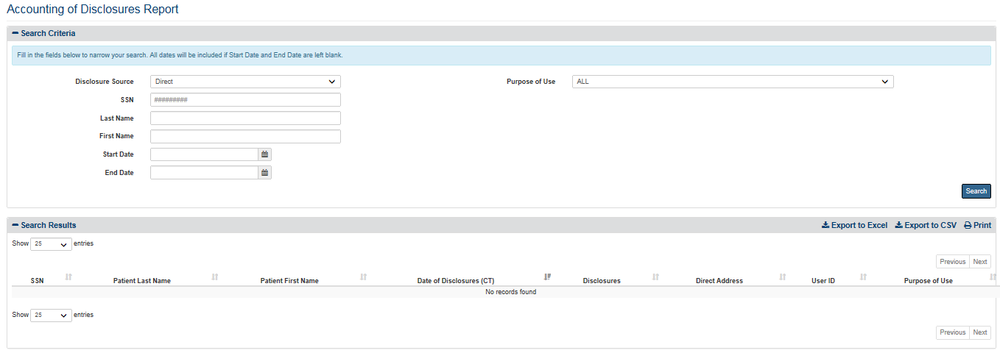 Accounting of Disclosures Report
Search Criteria
Fill in the fields below to narrow your search. All dates will be included if Start Date and End Date are left blank.
Disclosure Source Direct Purpose of Use ALL
SSN #########
Last Name
First Name
Start Date
End Date
Search
Search Results Export to Excel Export to CSV Print
Show 25 entries
Previous Next
SSN Patient Last Name Patient First Name Date of Disclosures (CT) Disclosures Direct Address User ID Purpose of Use
No records found
Show 25 entries
Previous Next